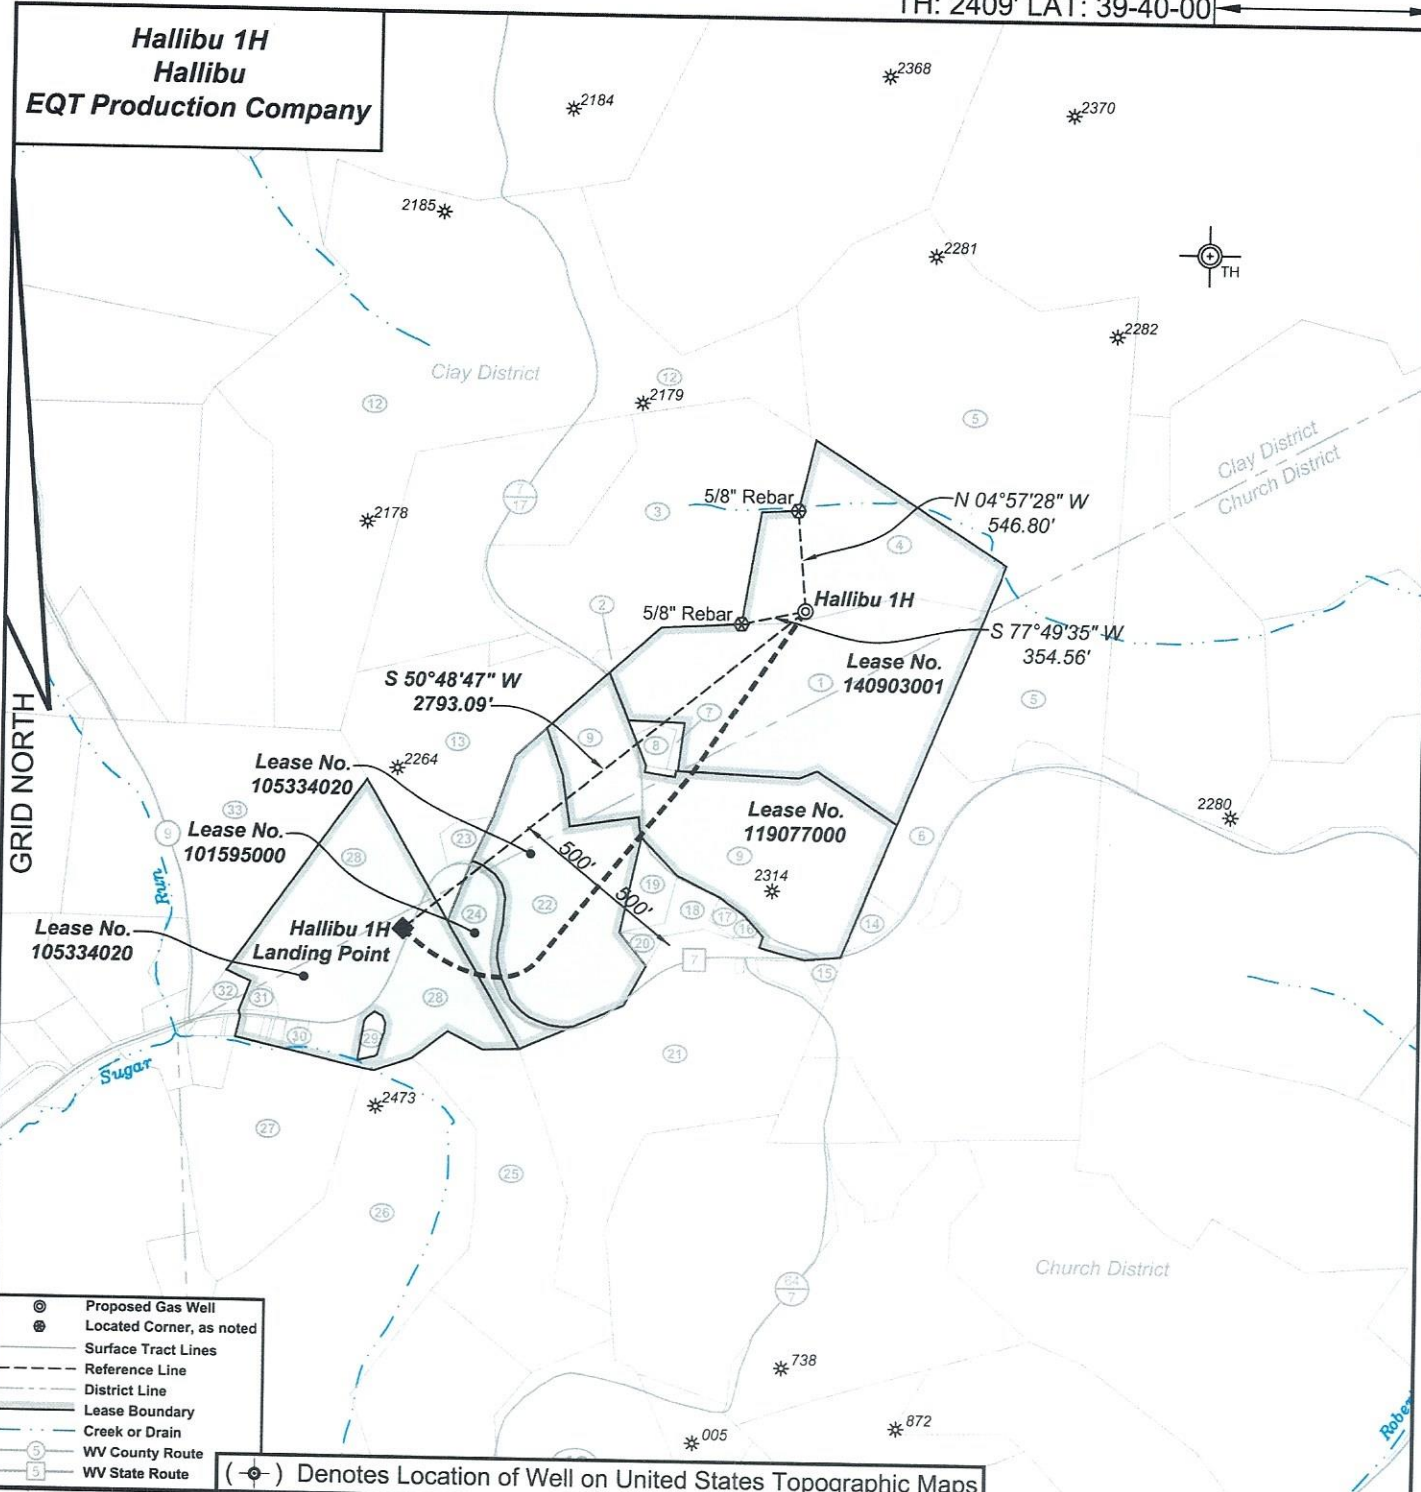 TH: 2409' LAT: 39-40-00
Hallibu 1H
Hallibu
EQT Production Company
2368
2184
2370
2185
2281
TH
2282
Clay District
12
12
2179
5
Clay District
Church District
7
17
3
5/8" Rebar
N 04°57'28" W
546.80'
2178
4
2
Hallibu 1H
5/8" Rebar
S 77°49'35" W
354.56'
Lease No.
140903001
1
5
S 50°48'47" W
2793.09'
7
GRID NORTH
13
9
8
2264
Lease No.
105334020
33
Lease No.
119077000
2280
9
Lease No.
101595000
23
6
28
500'
9
2314
Run
19
500'
22
24
18
17
16
14
Lease No.
105334020
Hallibu 1H
Landing Point
20
7
15
32
31
28
30
29
21
Sugar
2473
27
25
26
Church District
64
7
Proposed Gas Well
Located Corner, as noted
Surface Tract Lines
Reference Line
District Line
Lease Boundary
Creek or Drain
5
WV County Route
5
WV State Route
738
872
005
Rober
( ) Denotes Location of Well on United States Topographic Maps